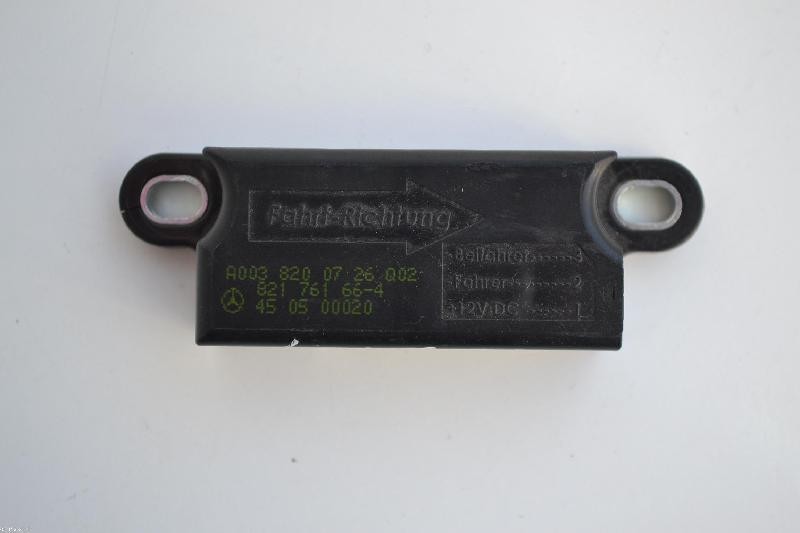 Fahrt-Richtung
A003 820 07 26 Q02
821 761 66-4
45 05 00020
Beifahrer......3
Fahrer........2
+12V.DC......1